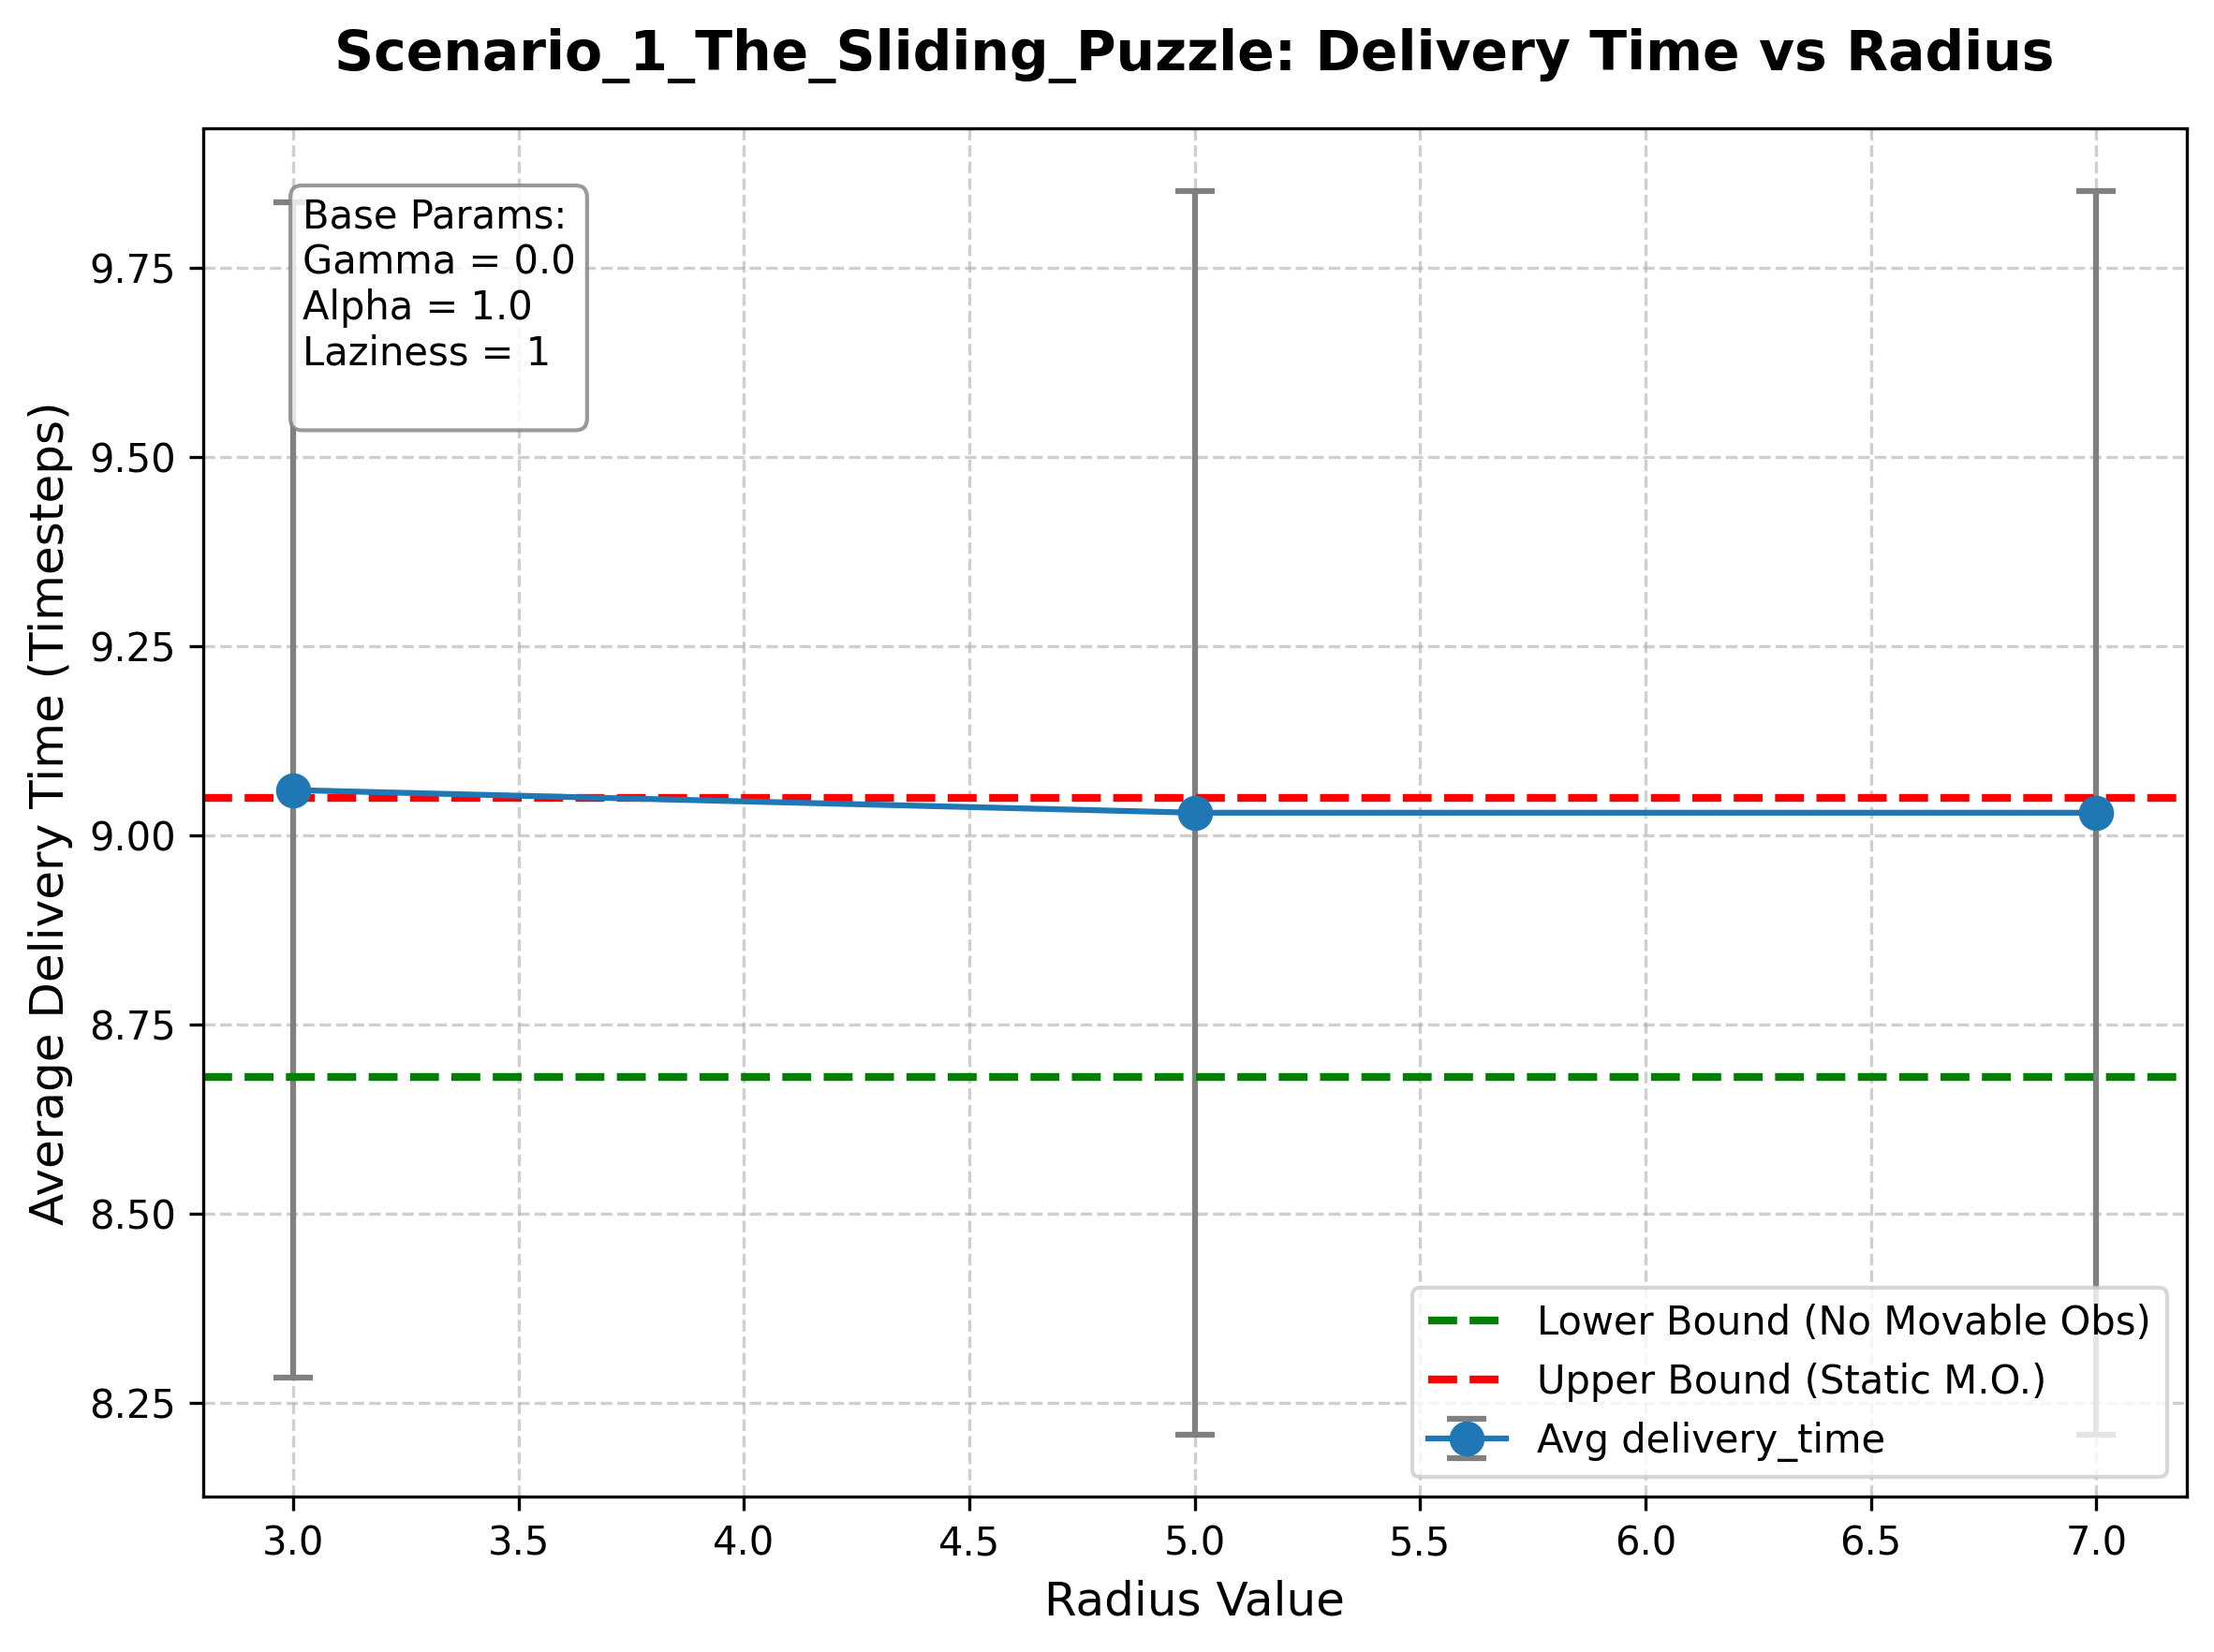 Scenario_1_The_Sliding_Puzzle: Delivery Time vs Radius
Base Params:
Gamma = 0.0
Alpha = 1.0
Laziness = 1
Average Delivery Time (Timesteps)
9.75
9.50
9.25
9.00
8.75
8.50
8.25
Lower Bound (No Movable Obs)
Upper Bound (Static M.O.)
Avg delivery_time
3.0 3.5 4.0 4.5 5.0 5.5 6.0 6.5 7.0
Radius Value